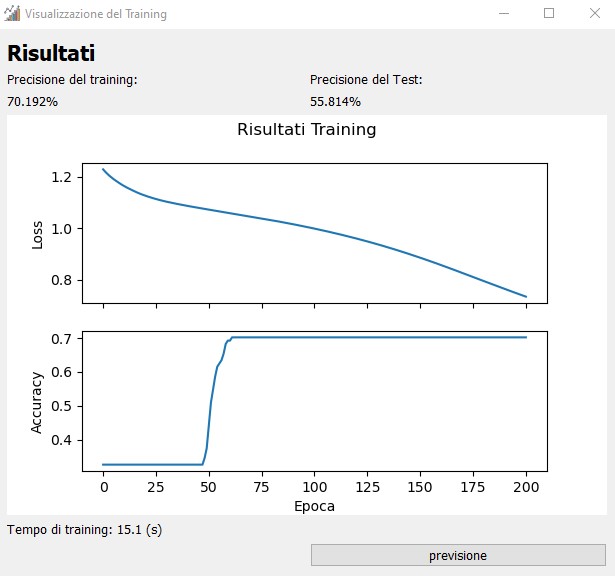 Visualizzazione del Training
Risultati
Precisione del training:
Precisione del Test:
70.192%
55.814%
Risultati Training
1.2
1.0
0.8
Loss
0.7
0.6
0.5
0.4
Accuracy
0 25 50 75 100 125 150 175 200
Epoca
Tempo di training: 15.1 (s)
previsione